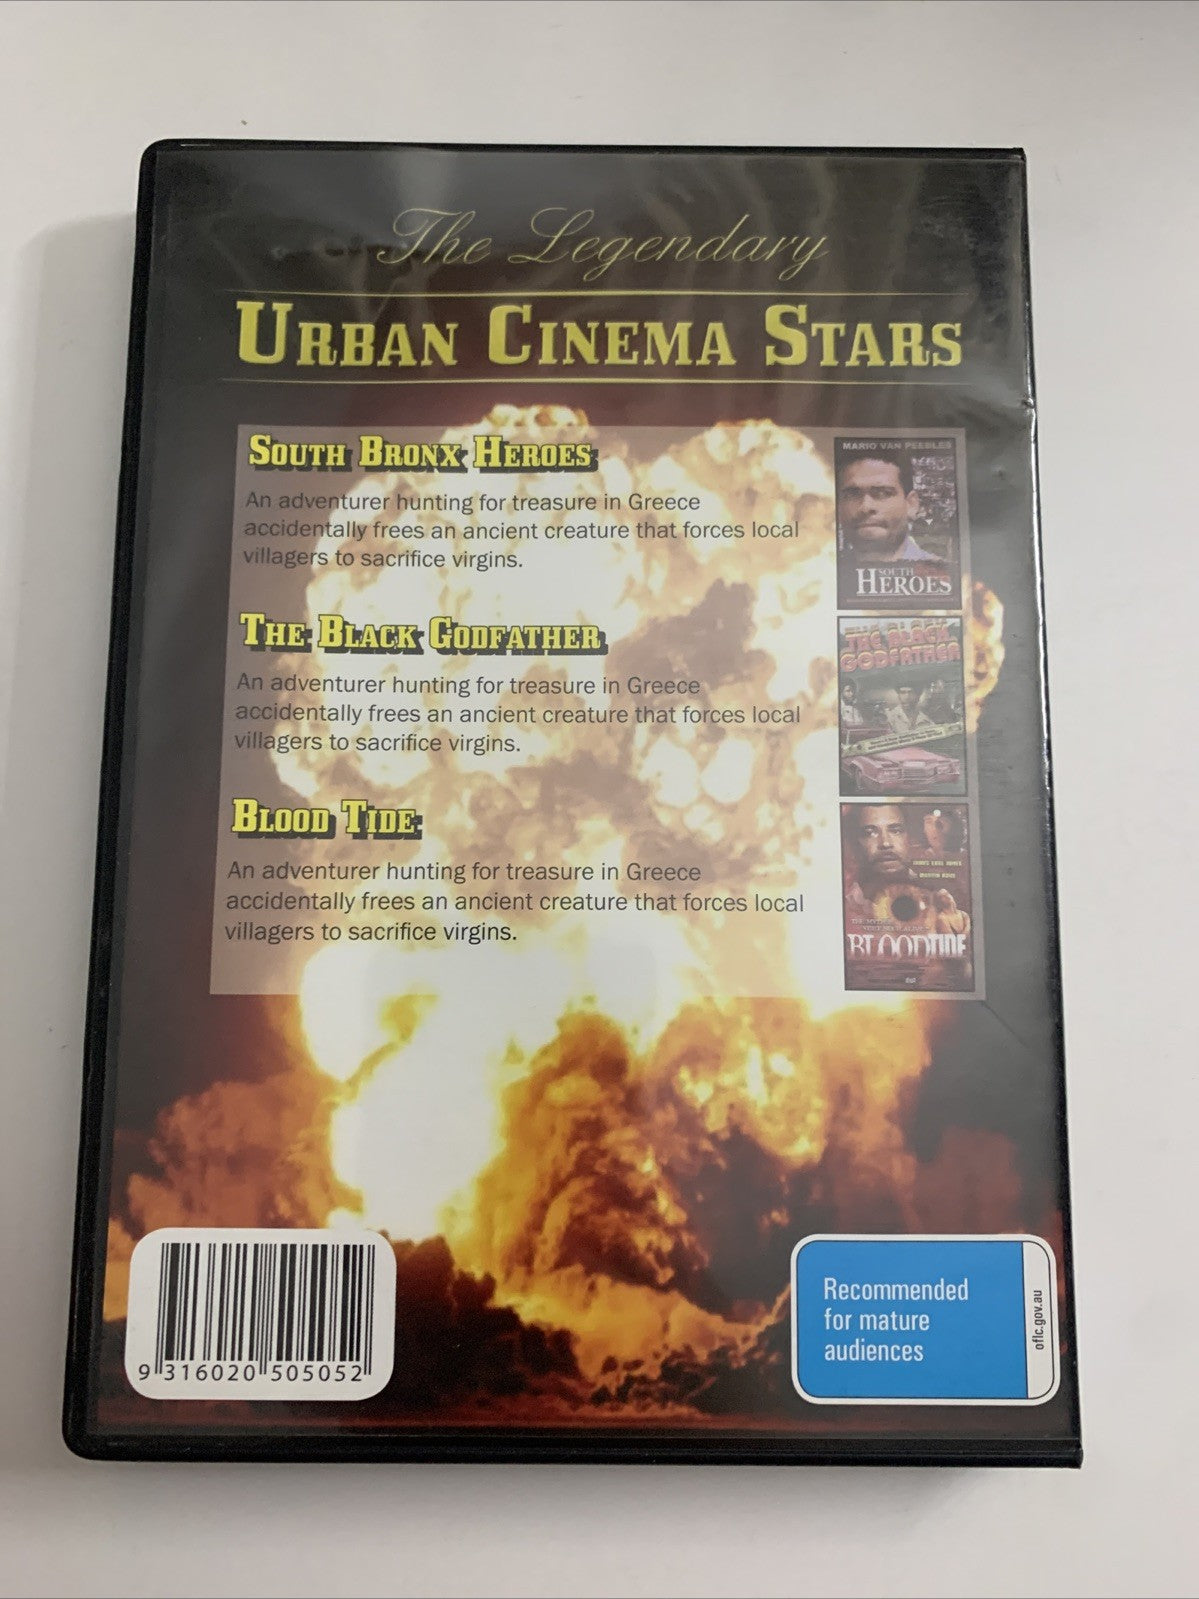 The Legendary
URBAN CINEMA STARS
SOUTH BRONX HEROES
An adventurer hunting for treasure in Greece
accidentally frees an ancient creature that forces local
villagers to sacrifice virgins.
MARIO VAN PEEBLES
SOUTH
HEROES
THE BLACK GODFATHER
An adventurer hunting for treasure in Greece
accidentally frees an ancient creature that forces local
villagers to sacrifice virgins.
THE BLACK
GODFATHER
BLOOD TIDE
An adventurer hunting for treasure in Greece
accidentally frees an ancient creature that forces local
villagers to sacrifice virgins.
JAMES EARL JONES
BLOODTIDE
9 316020 505052
Recommended
for mature
audiences
oflc.gov.au